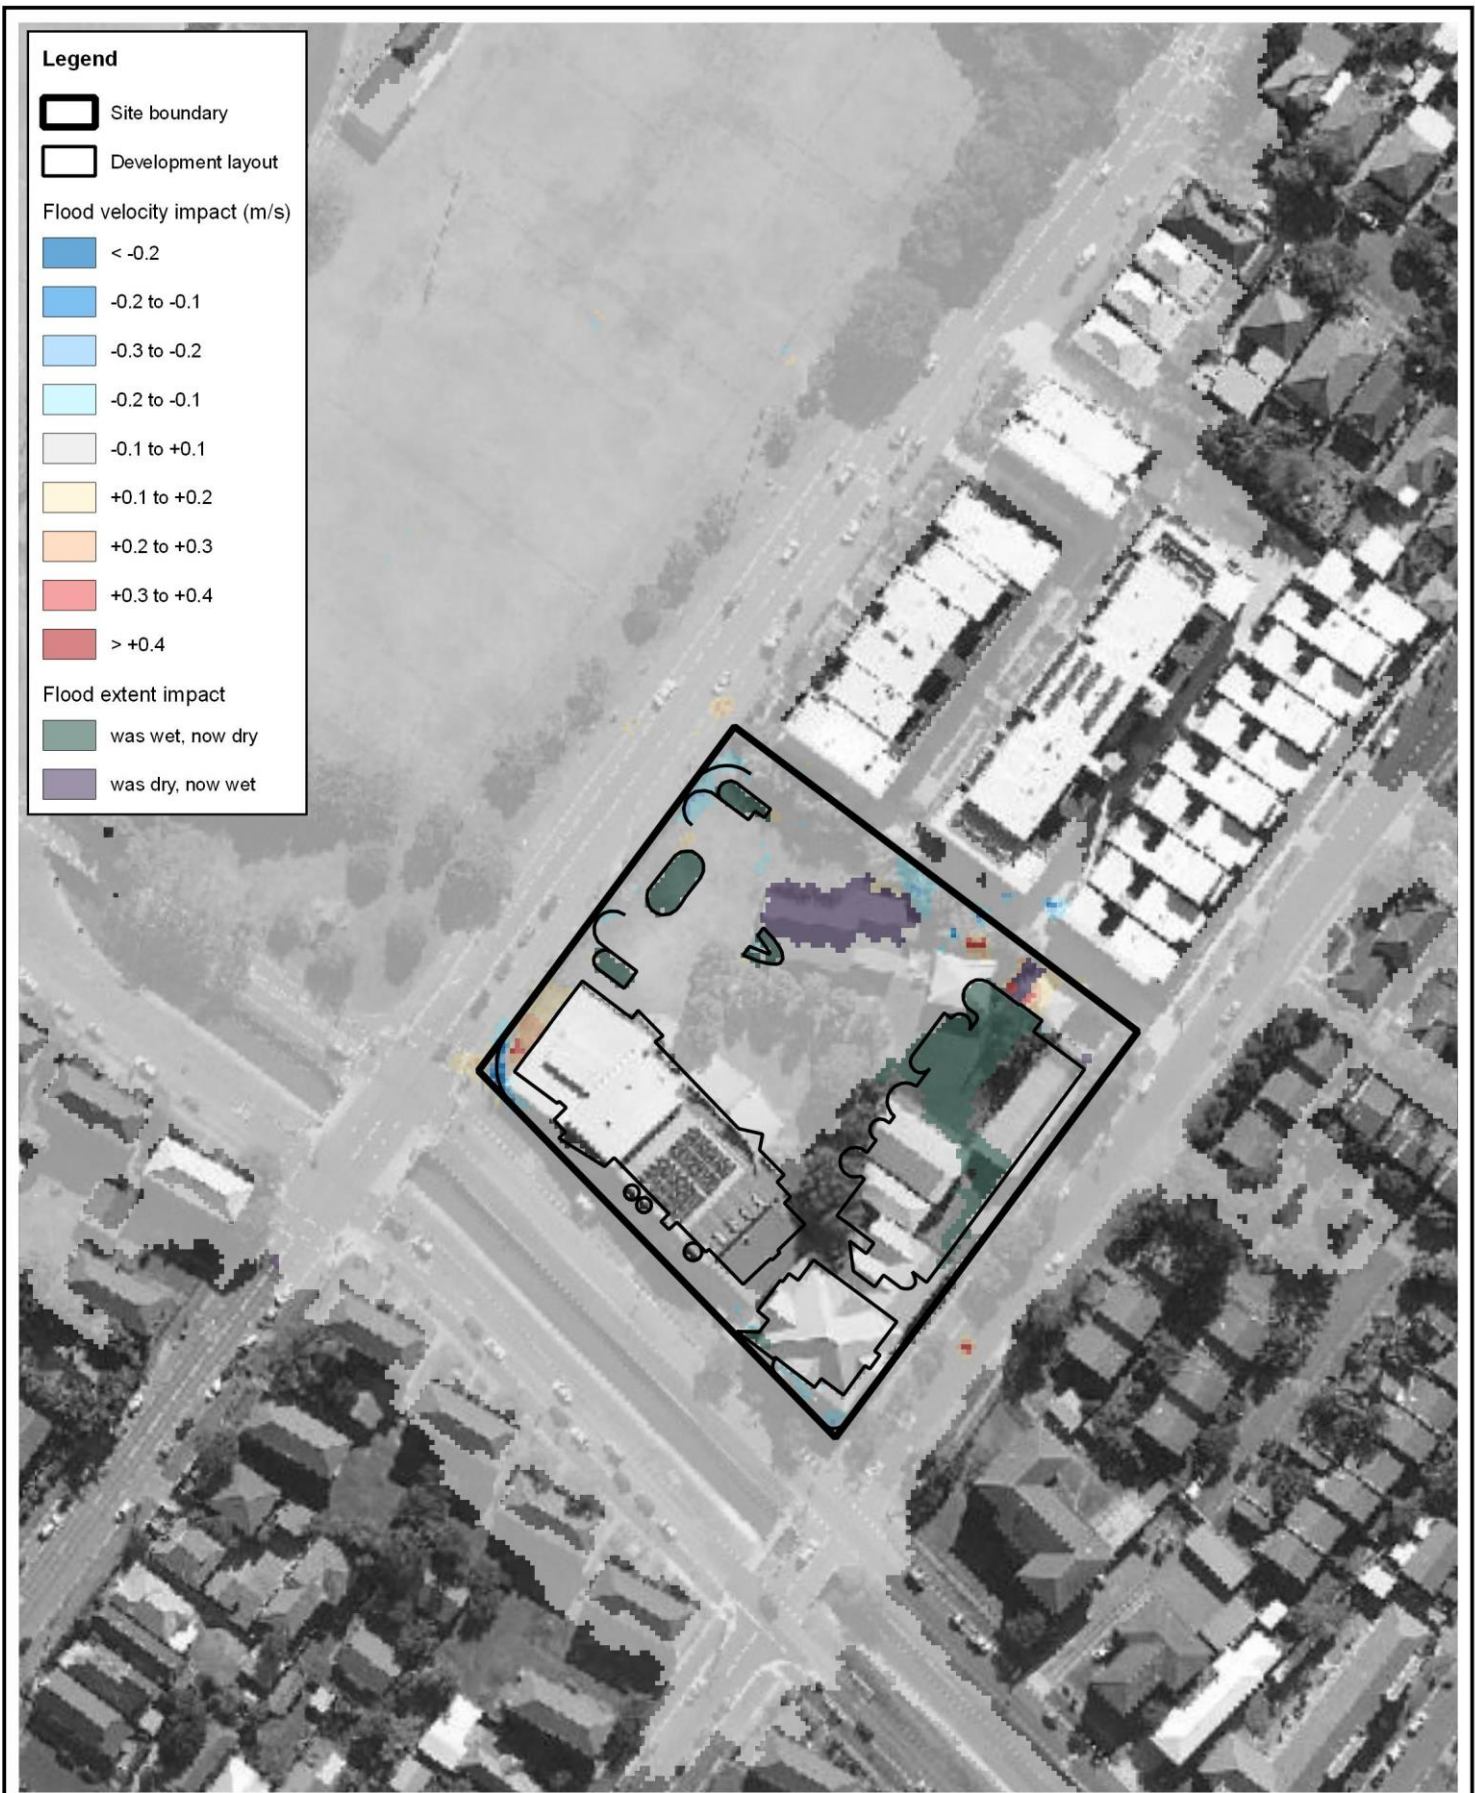 Legend
Site boundary
Development layout
Flood velocity impact (m/s)
< -0.2
-0.2 to -0.1
-0.3 to -0.2
-0.2 to -0.1
-0.1 to +0.1
+0.1 to +0.2
+0.2 to +0.3
+0.3 to +0.4
> +0.4
Flood extent impact
was wet, now dry
was dry, now wet